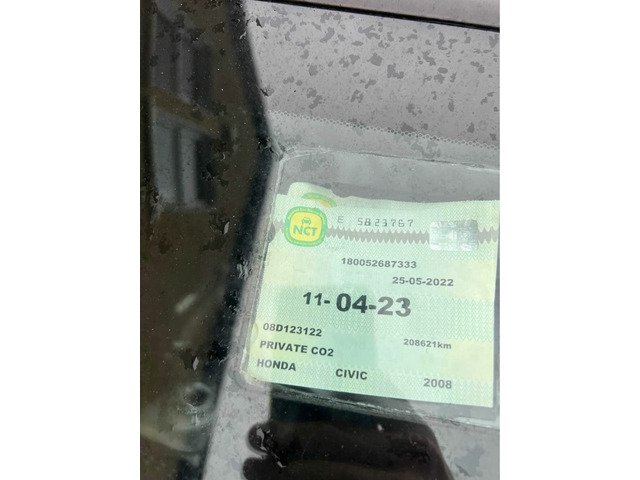 NCT
E 5823767
180052687333
25-05-2022
11- 04-23
08D123122
208621km
PRIVATE CO2
HONDA CIVIC 2008